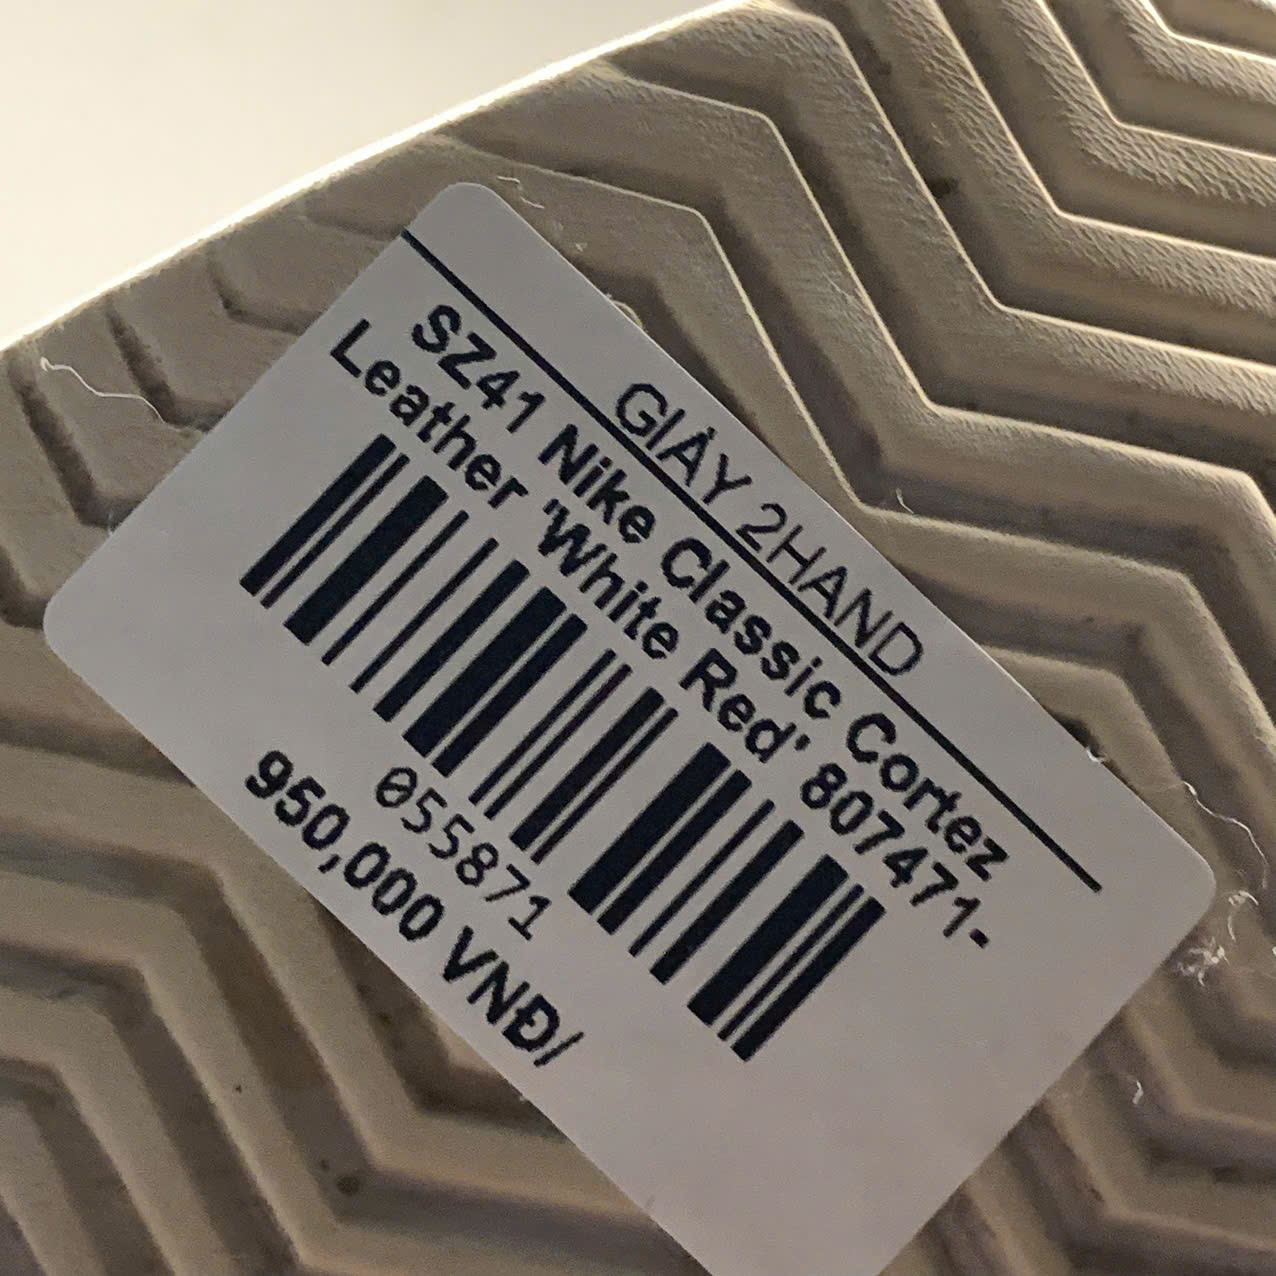 GIÀY 2HAND
SZ41 Nike Classic Cortez
Leather 'White Red' 807471-
055871
950,000 VNĐ/